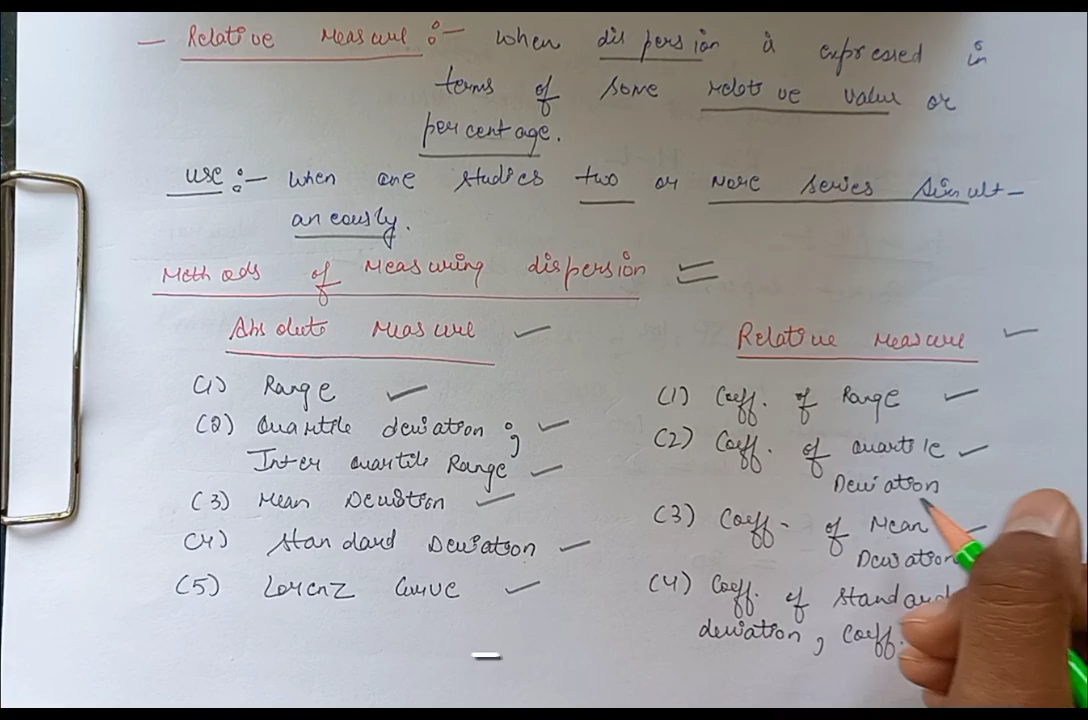 — Relative Measure :- When dispersion is expressed in
terms of some relative value or
percentage.
use :- When one studies two or more series simult-
aneously.
Methods of Measuring dispersion
Absolute Measure
Relative Measure
(1) Range
(2) Quartile deviation ;
Inter quartile Range
(3) Mean Deviation
(4) Standard Deviation
(5) Lorenz Curve
(1) Coeff. of Range
(2) Coeff. of quartile
Deviation
(3) Coeff- of Mean
Deviation
(4) Coeff. of Standard
deviation, Coeff.